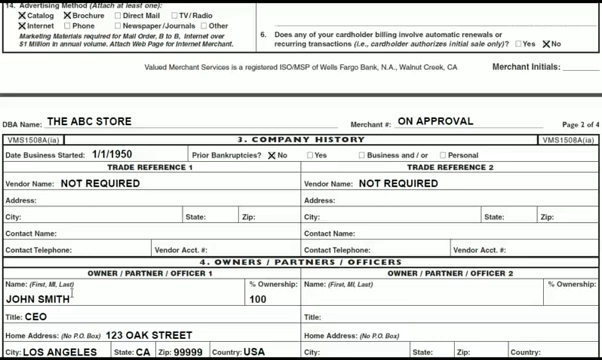 14. Advertising Method (Attach at least one):
X Catalog X Brochure Direct Mail TV/Radio
X Internet Phone Newspaper/Journals Other
Marketing Materials required for Mail Order, B to B, Internet over
$1 Million in annual volume. Attach Web Page for Internet Merchant.
6. Does any of your cardholder billing involve automatic renewals or
recurring transactions (i.e., cardholder authorizes initial sale only)? Yes X No
Valued Merchant Services is a registered ISO/MSP of Wells Fargo Bank, N.A., Walnut Creek, CA Merchant Initials:
DBA Name: THE ABC STORE Merchant #: ON APPROVAL Page 2 of 4
VMS1508A(ia) 3. COMPANY HISTORY VMS1508A(ia)
Date Business Started: 1/1/1950 Prior Bankruptcies? X No Yes Business and / or Personal
TRADE REFERENCE 1 TRADE REFERENCE 2
Vendor Name: NOT REQUIRED Vendor Name: NOT REQUIRED
Address: Address:
City: State: Zip: City: State: Zip:
Contact Name: Contact Name:
Contact Telephone: Vendor Acct. #: Contact Telephone: Vendor Acct. #:
4. OWNERS / PARTNERS / OFFICERS
OWNER / PARTNER / OFFICER 1 OWNER / PARTNER / OFFICER 2
Name: (First, MI, Last) % Ownership: Name: (First, MI, Last) % Ownership:
JOHN SMITH 100
Title: CEO Title:
Home Address: (No P.O. Box) 123 OAK STREET Home Address: (No P.O. Box)
City: LOS ANGELES State: CA Zip: 99999 Country: USA City: State: Zip: Country: